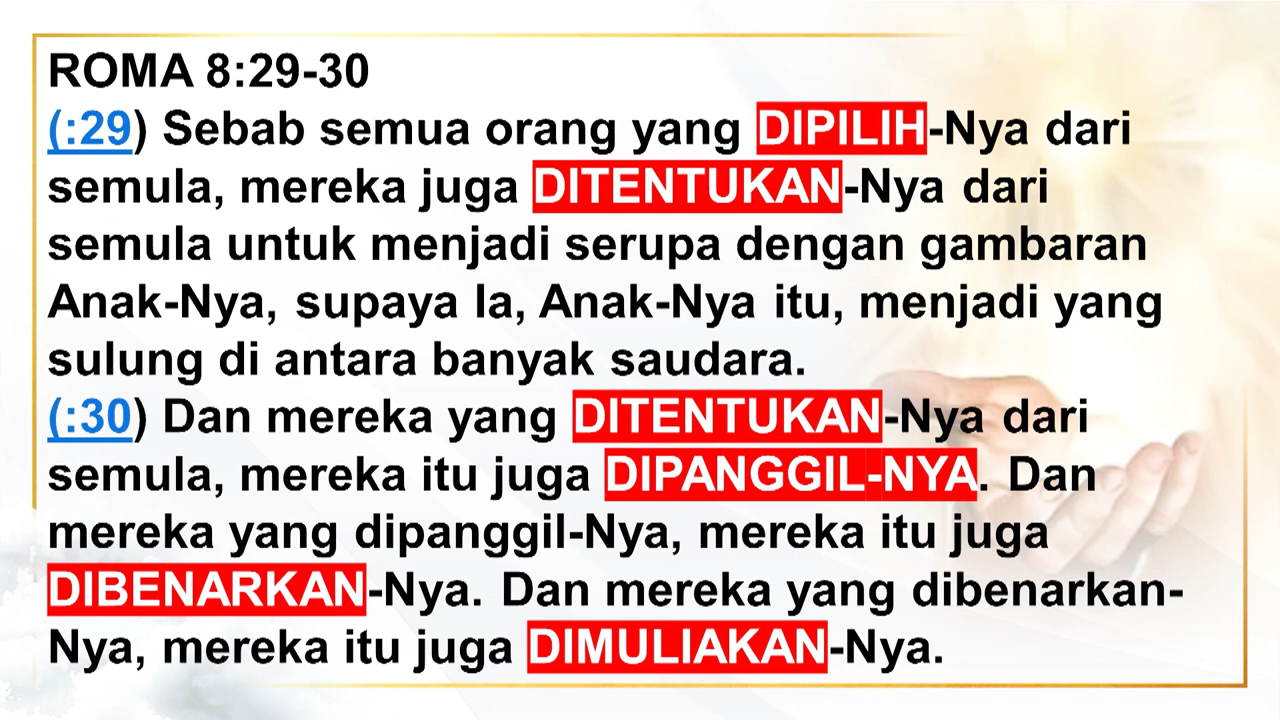 ROMA 8:29-30
(:29) Sebab semua orang yang DIPILIH-Nya dari
semula, mereka juga DITENTUKAN-Nya dari
semula untuk menjadi serupa dengan gambaran
Anak-Nya, supaya Ia, Anak-Nya itu, menjadi yang
sulung di antara banyak saudara.
(:30) Dan mereka yang DITENTUKAN-Nya dari
semula, mereka itu juga DIPANGGIL-NYA. Dan
mereka yang dipanggil-Nya, mereka itu juga
DIBENARKAN-Nya. Dan mereka yang dibenarkan-
Nya, mereka itu juga DIMULIAKAN-Nya.